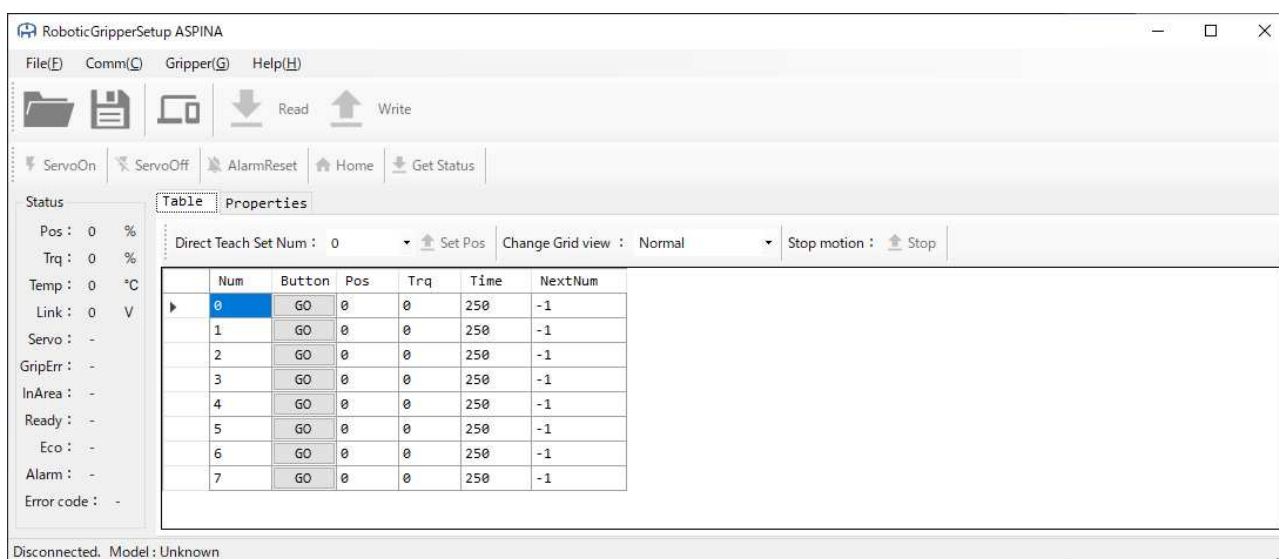 RoboticGripperSetup ASPINA
File(F) Comm(C) Gripper(G) Help(H)
Read Write
ServoOn ServoOff AlarmReset Home Get Status
Status
Table Properties
Pos : 0 %
Trq : 0 %
Temp : 0 °C
Link : 0 V
Servo : -
GripErr : -
InArea : -
Ready : -
Eco : -
Alarm : -
Error code : -
Direct Teach Set Num : 0 Set Pos Change Grid view : Normal Stop motion : Stop
Num Button Pos Trq Time NextNum
0 GO 0 0 250 -1
1 GO 0 0 250 -1
2 GO 0 0 250 -1
3 GO 0 0 250 -1
4 GO 0 0 250 -1
5 GO 0 0 250 -1
6 GO 0 0 250 -1
7 GO 0 0 250 -1
Disconnected. Model : Unknown